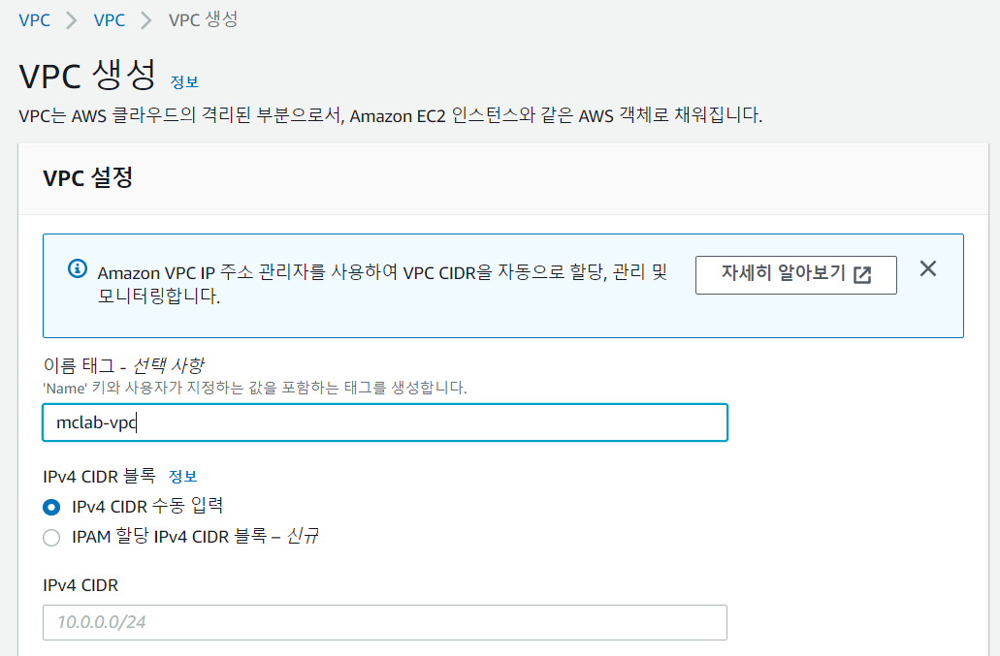 VPC > VPC > VPC 생성
VPC 생성 정보
VPC는 AWS 클라우드의 격리된 부분으로서, Amazon EC2 인스턴스와 같은 AWS 객체로 채워집니다.
VPC 설정
Amazon VPC IP 주소 관리자를 사용하여 VPC CIDR을 자동으로 할당, 관리 및
모니터링합니다.
자세히 알아보기
이름 태그 - 선택 사항
'Name' 키와 사용자가 지정하는 값을 포함하는 태그를 생성합니다.
mclab-vpc
IPv4 CIDR 블록 정보
IPv4 CIDR 수동 입력
IPAM 할당 IPv4 CIDR 블록 – 신규
IPv4 CIDR
10.0.0.0/24